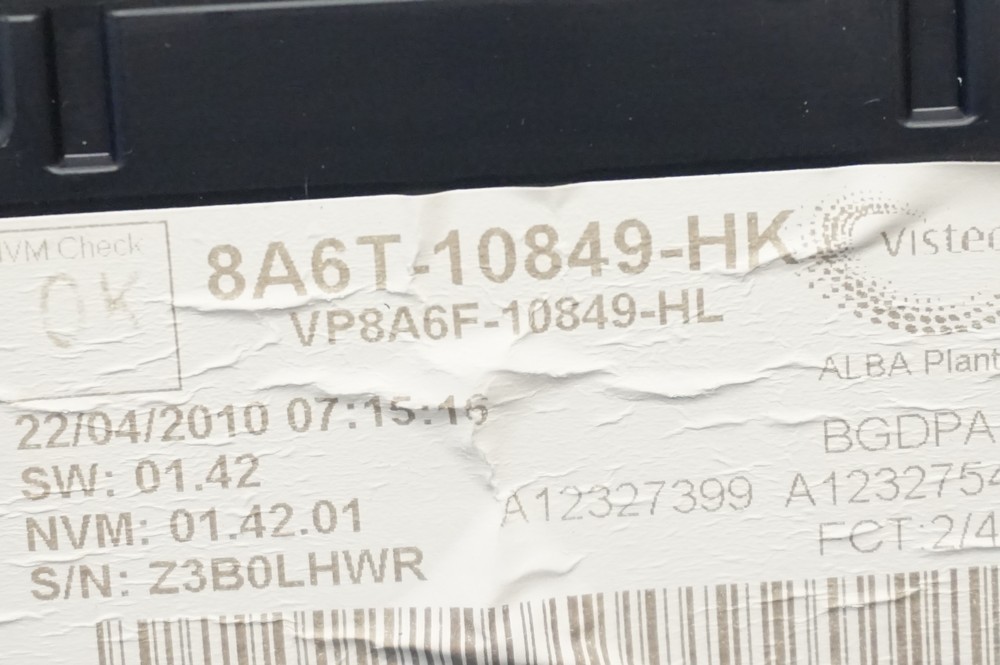 NVM Check
OK
8A6T-10849-HK
VP8A6F-10849-HL
Visteo
ALBA Plant
22/04/2010 07:15:16
BGDPA
SW: 01.42
A12327399 A1232754
NVM: 01.42.01
FCT:2/4
S/N: Z3B0LHWR